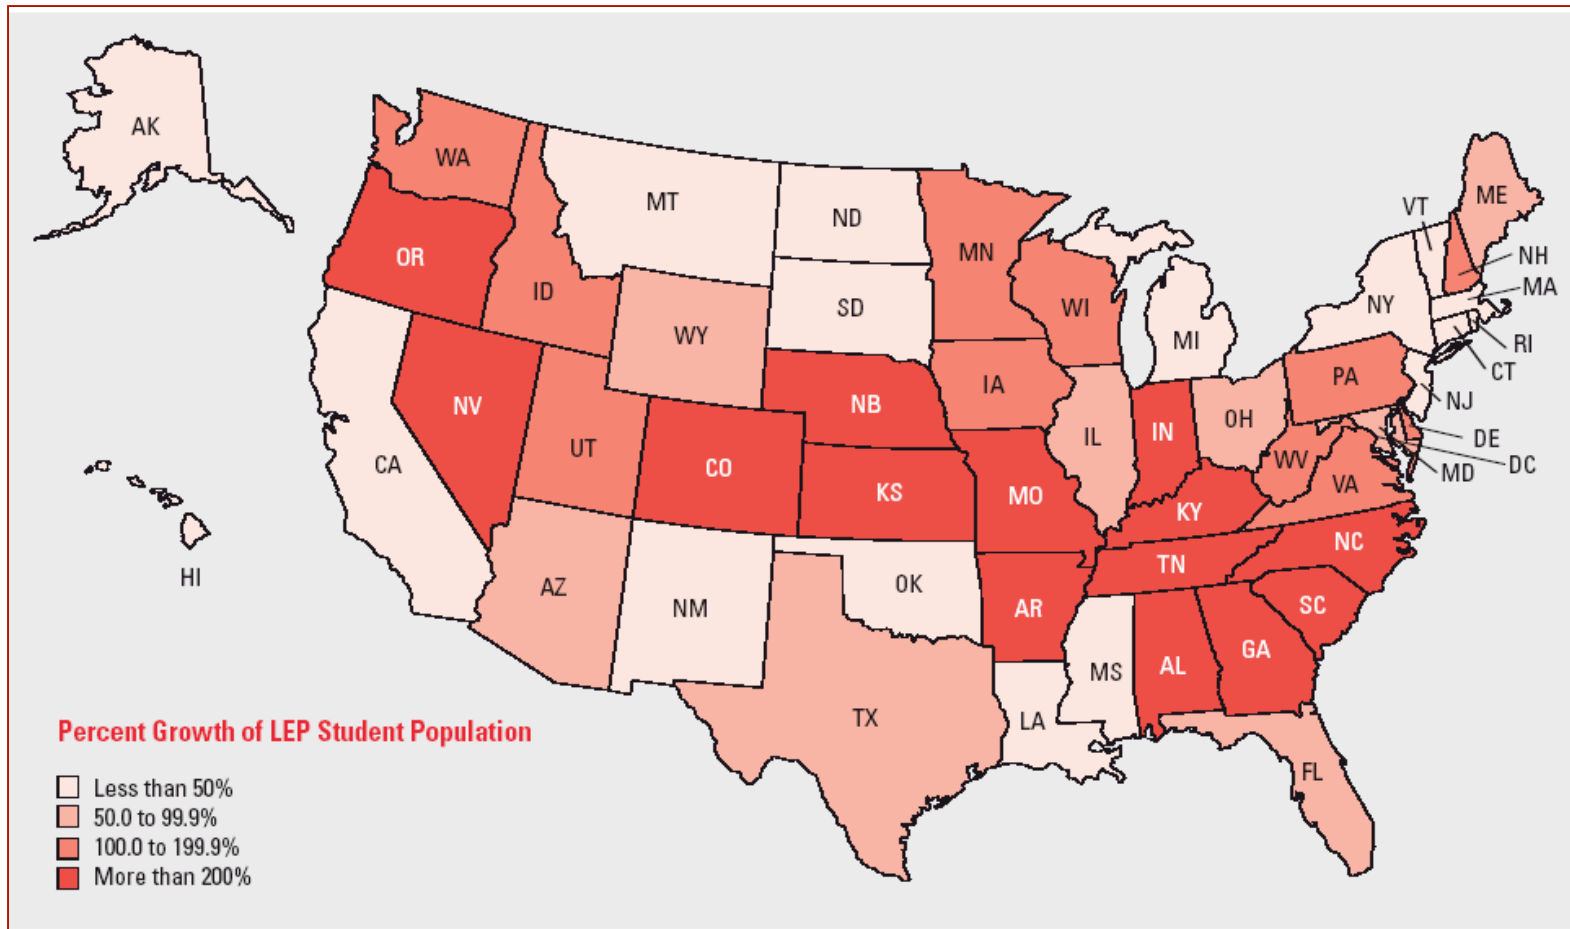 AK
WA
MT
ND
MN
ME
VT
OR
ID
WY
SD
WI
MI
NY
NH
MA
RI
CT
NJ
NV
UT
CO
NB
IA
IL
IN
OH
PA
DE
DC
MD
CA
KS
MO
KY
WV
VA
HI
AZ
NM
OK
AR
TN
NC
SC
TX
LA
MS
AL
GA
FL
Percent Growth of LEP Student Population
Less than 50%
50.0 to 99.9%
100.0 to 199.9%
More than 200%